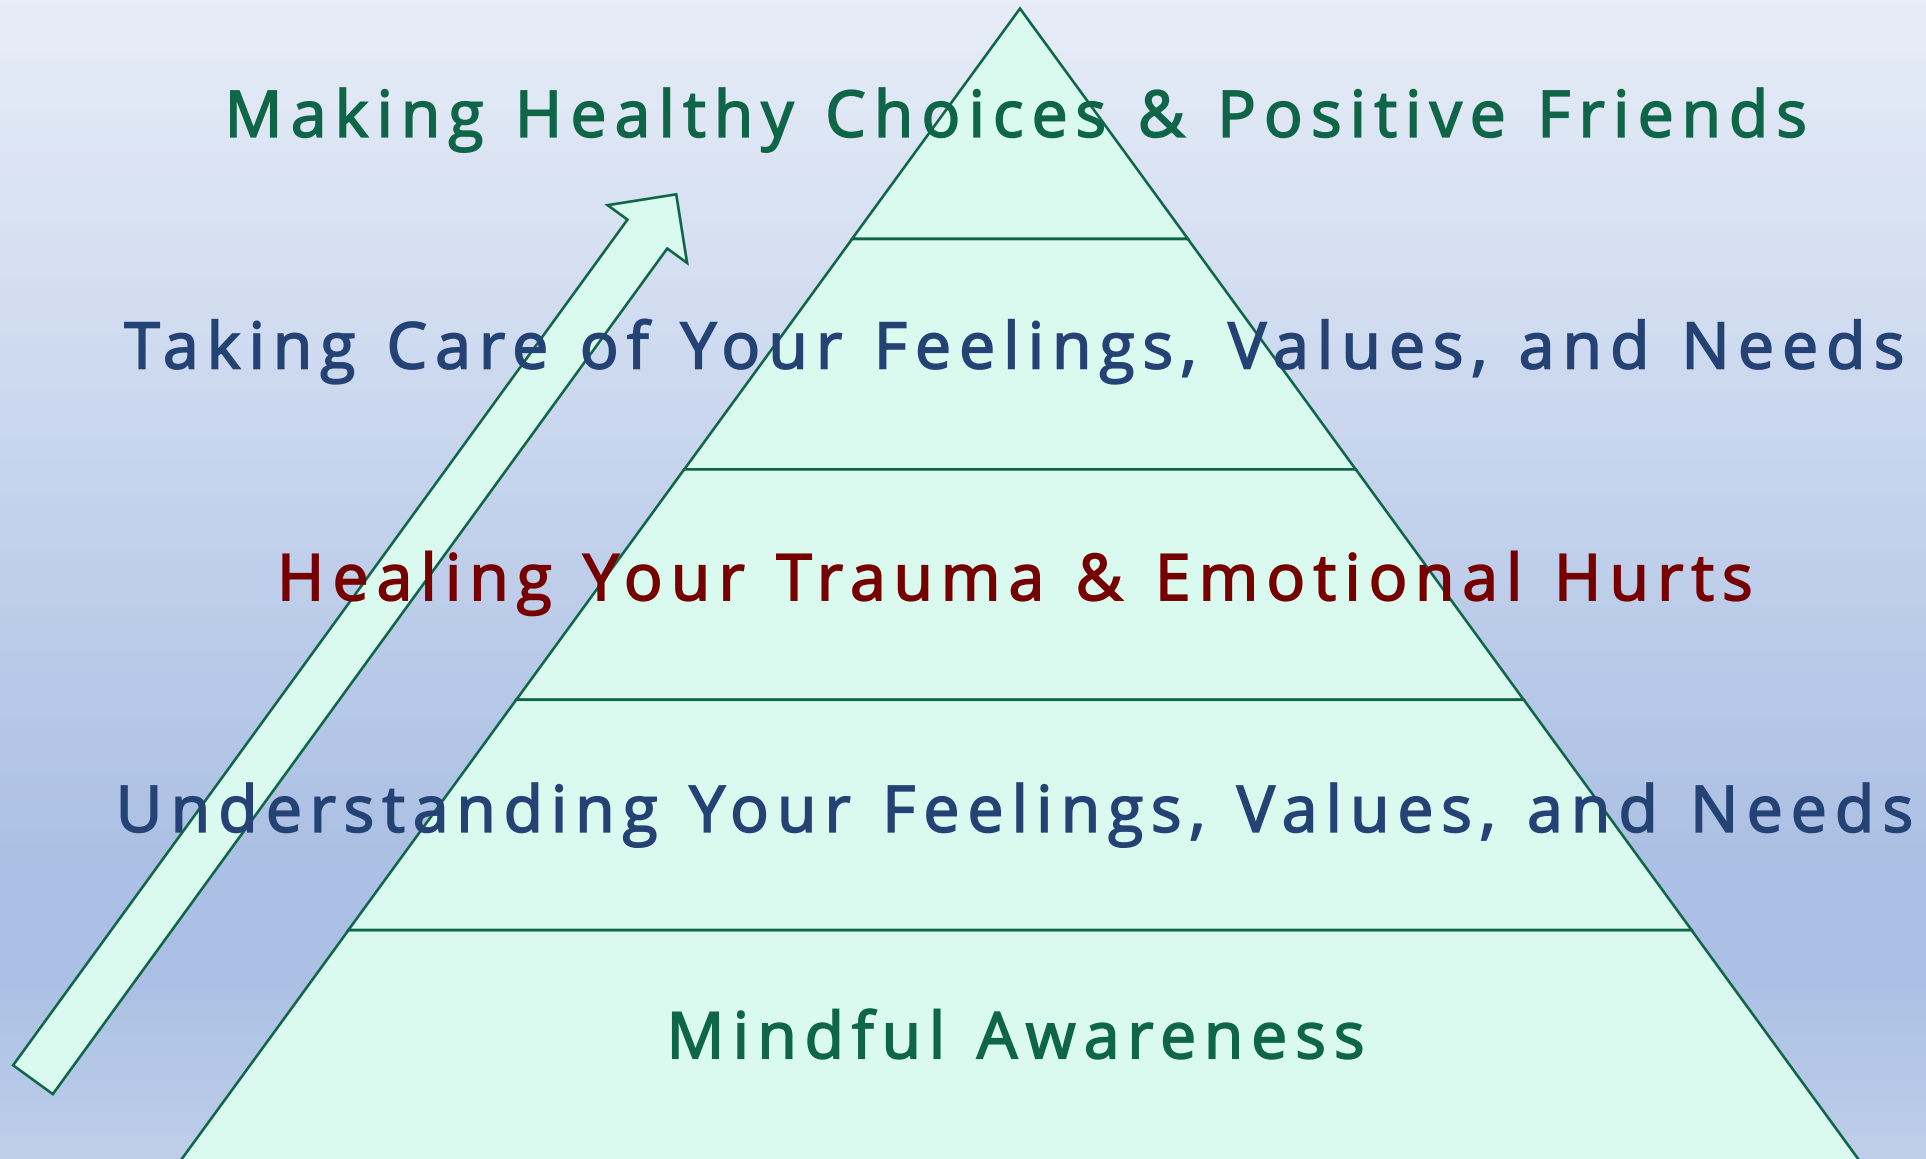 Making Healthy Choices & Positive Friends
Taking Care of Your Feelings, Values, and Needs
Healing Your Trauma & Emotional Hurts
Understanding Your Feelings, Values, and Needs
Mindful Awareness